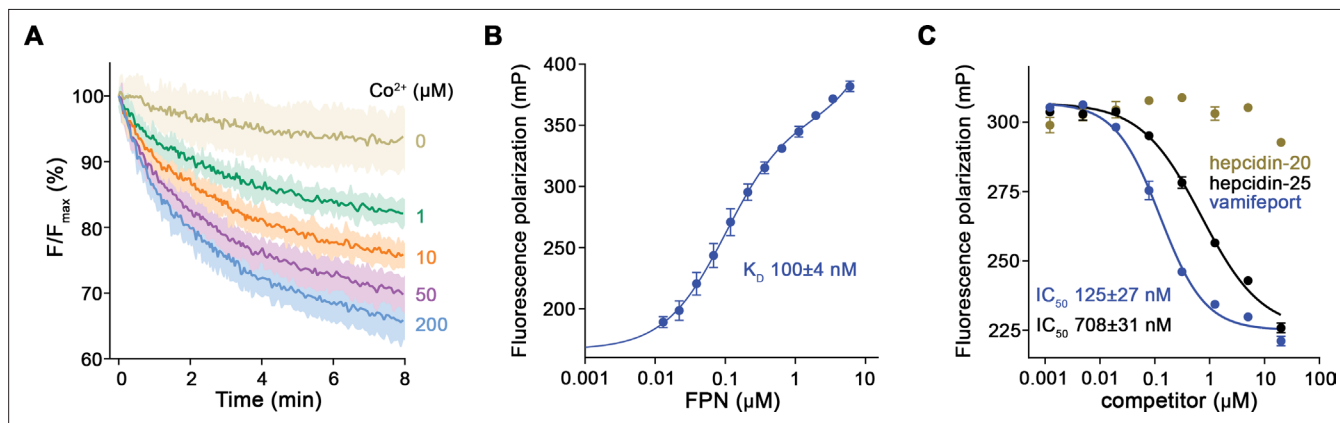 A
Co²⁺ (µM)
0
1
10
50
200
100
90
80
70
60
F/Fmax (%)
0 2 4 6 8
Time (min)
B
400
350
300
250
200
Fluorescence polarization (mP)
KD 100±4 nM
0.001 0.01 0.1 1 10
FPN (µM)
C
300
275
250
225
Fluorescence polarization (mP)
hepcidin-20
hepcidin-25
vamifeport
IC50 125±27 nM
IC50 708±31 nM
0.001 0.01 0.1 1 10 100
competitor (µM)